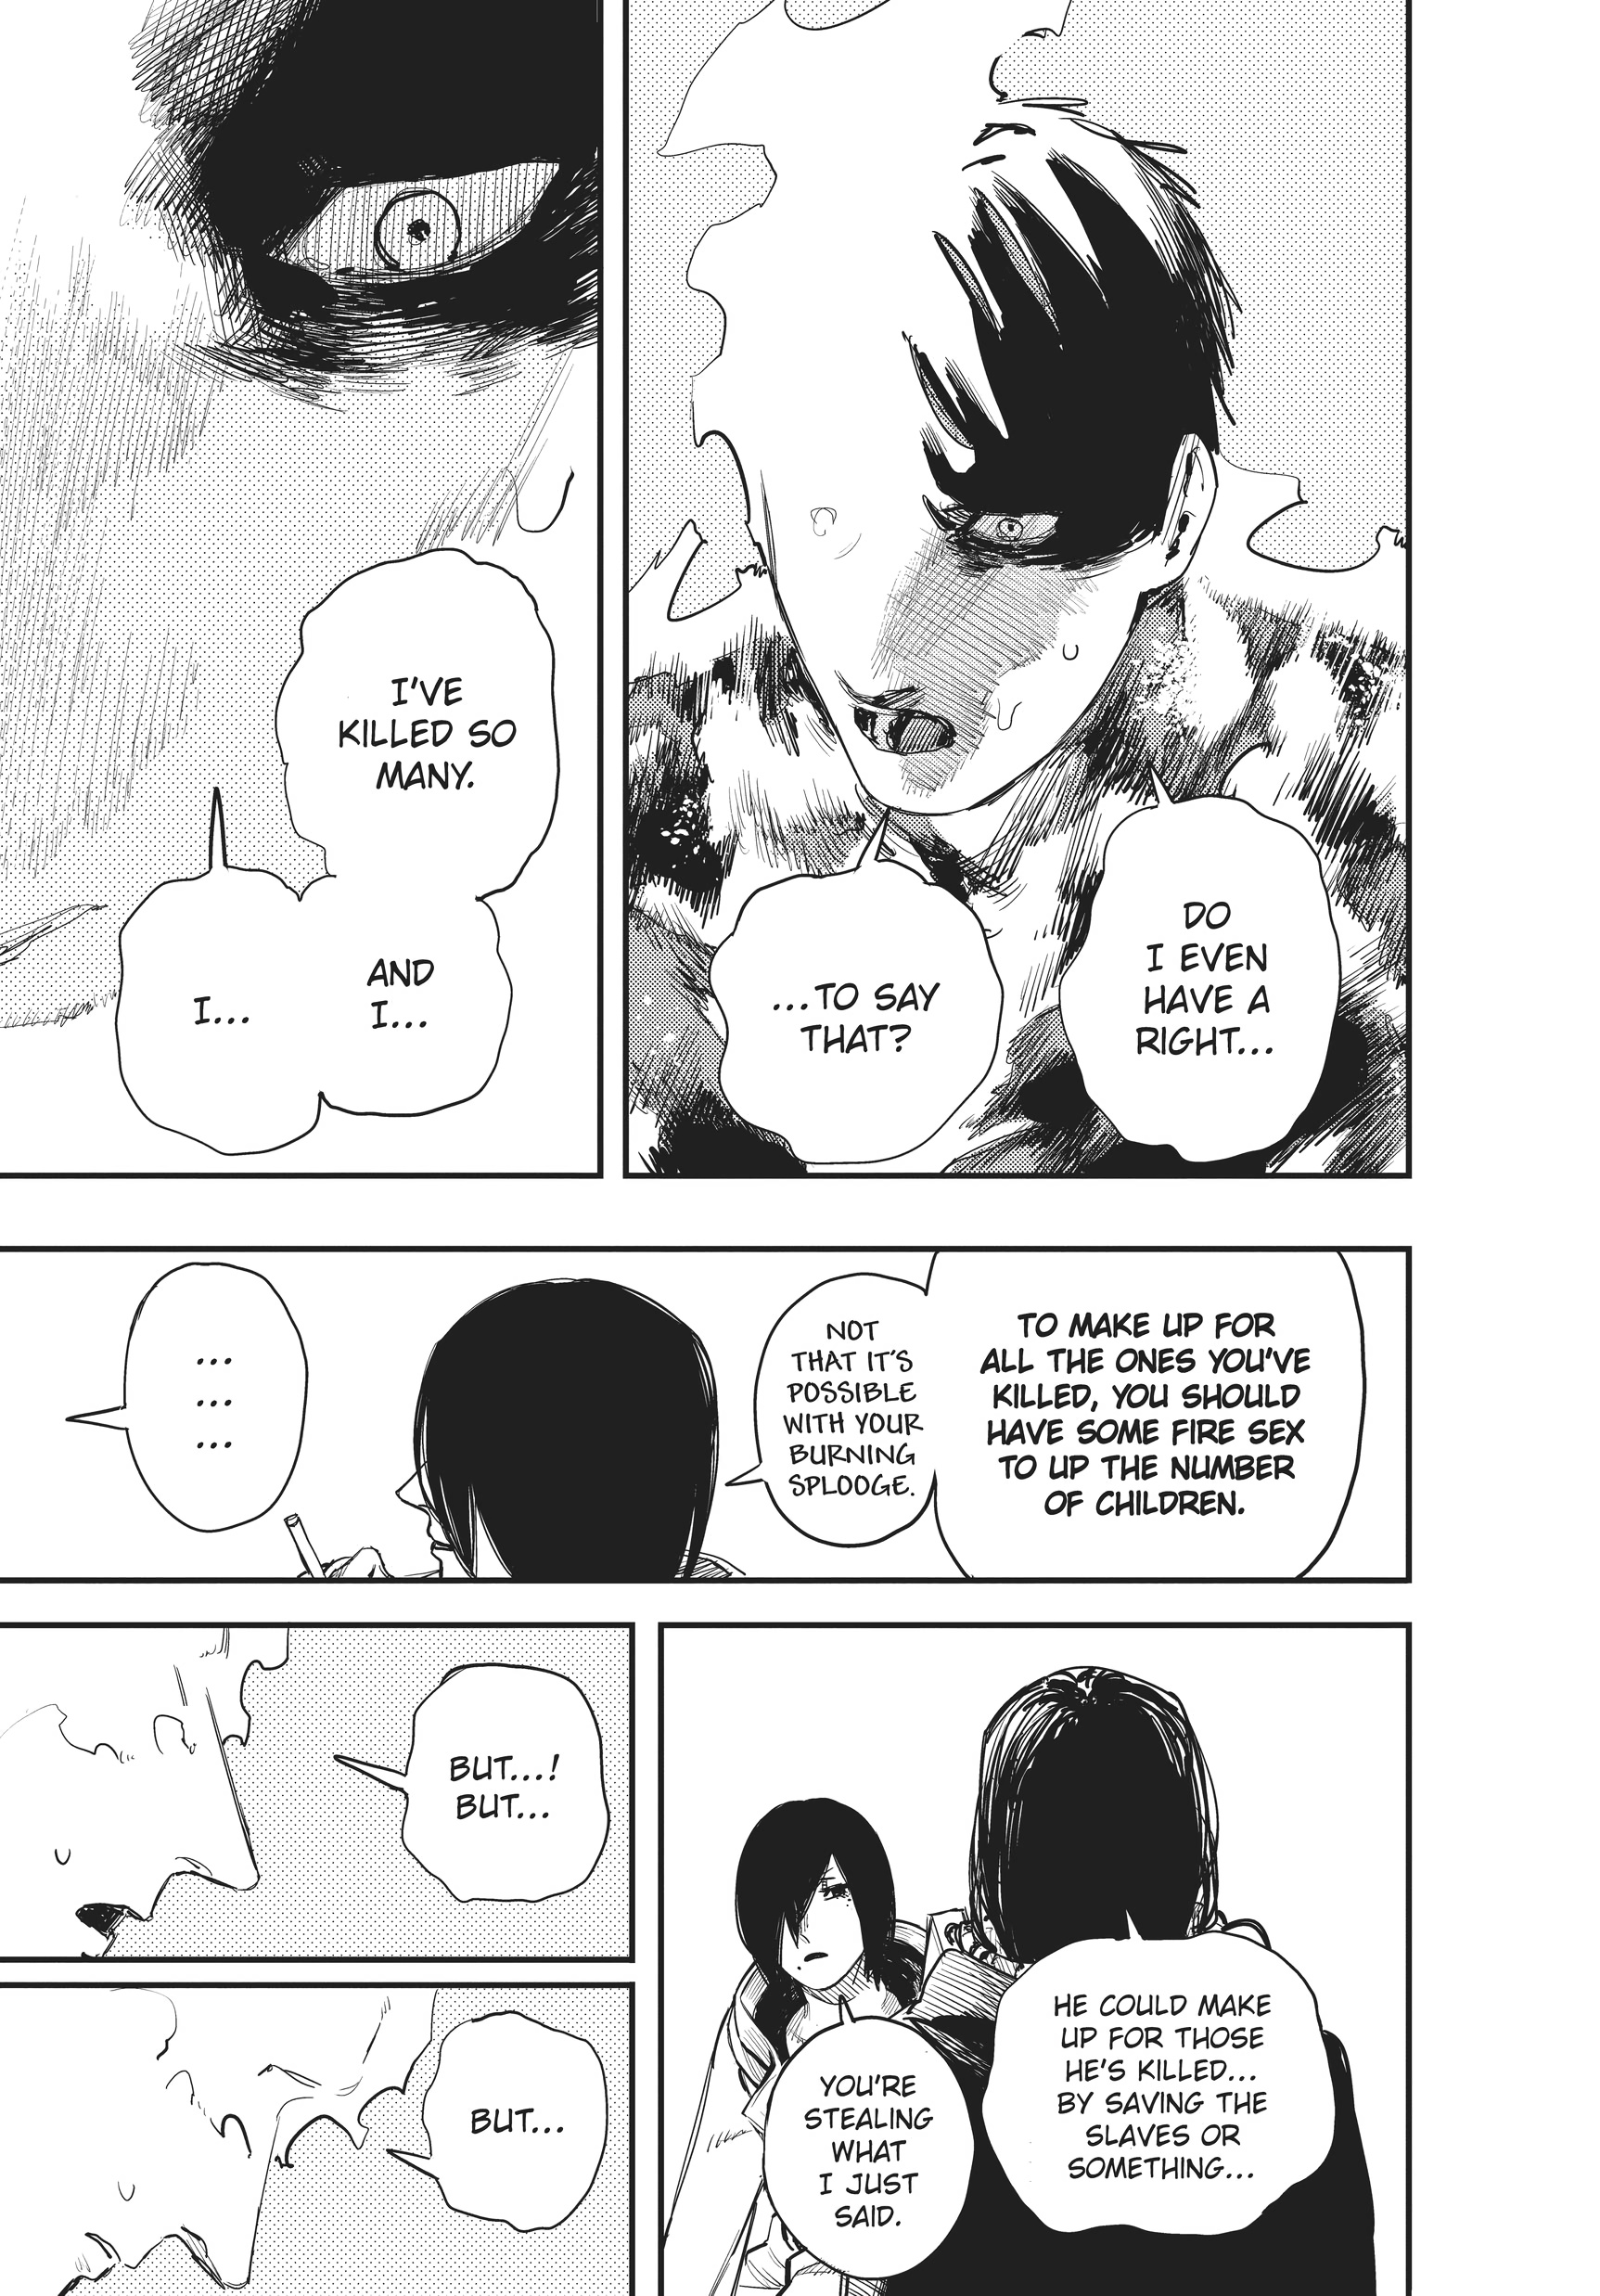 DO
I EVEN
HAVE A
RIGHT...
...TO SAY
THAT?
I'VE
KILLED SO
MANY.
AND
I...
I...
TO MAKE UP FOR
ALL THE ONES YOU'VE
KILLED, YOU SHOULD
HAVE SOME FIRE SEX
TO UP THE NUMBER
OF CHILDREN.
NOT
THAT IT'S
POSSIBLE
WITH YOUR
BURNING
SPLOOGE.
...
...
...
HE COULD MAKE
UP FOR THOSE
HE'S KILLED...
BY SAVING THE
SLAVES OR
SOMETHING...
YOU'RE
STEALING
WHAT
I JUST
SAID.
BUT...!
BUT...
BUT...